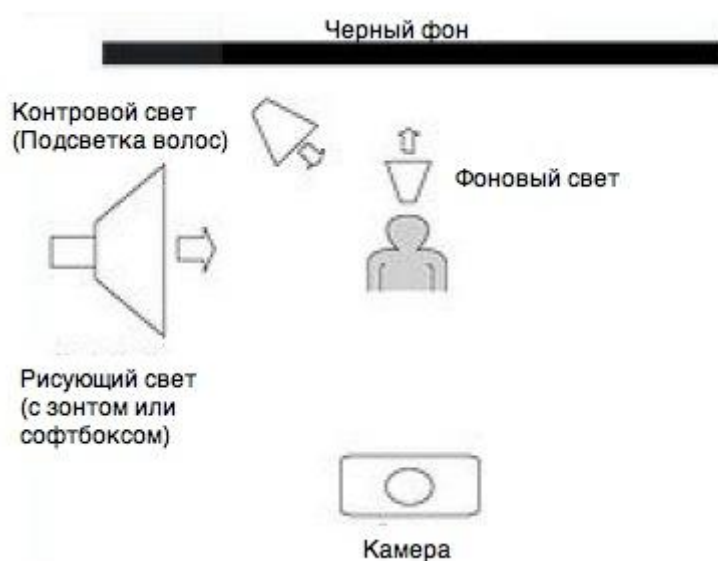 Черный фон
Контровой свет
(Подсветка волос)
Фоновый свет
Рисующий свет
(с зонтом или
софтбоксом)
Камера